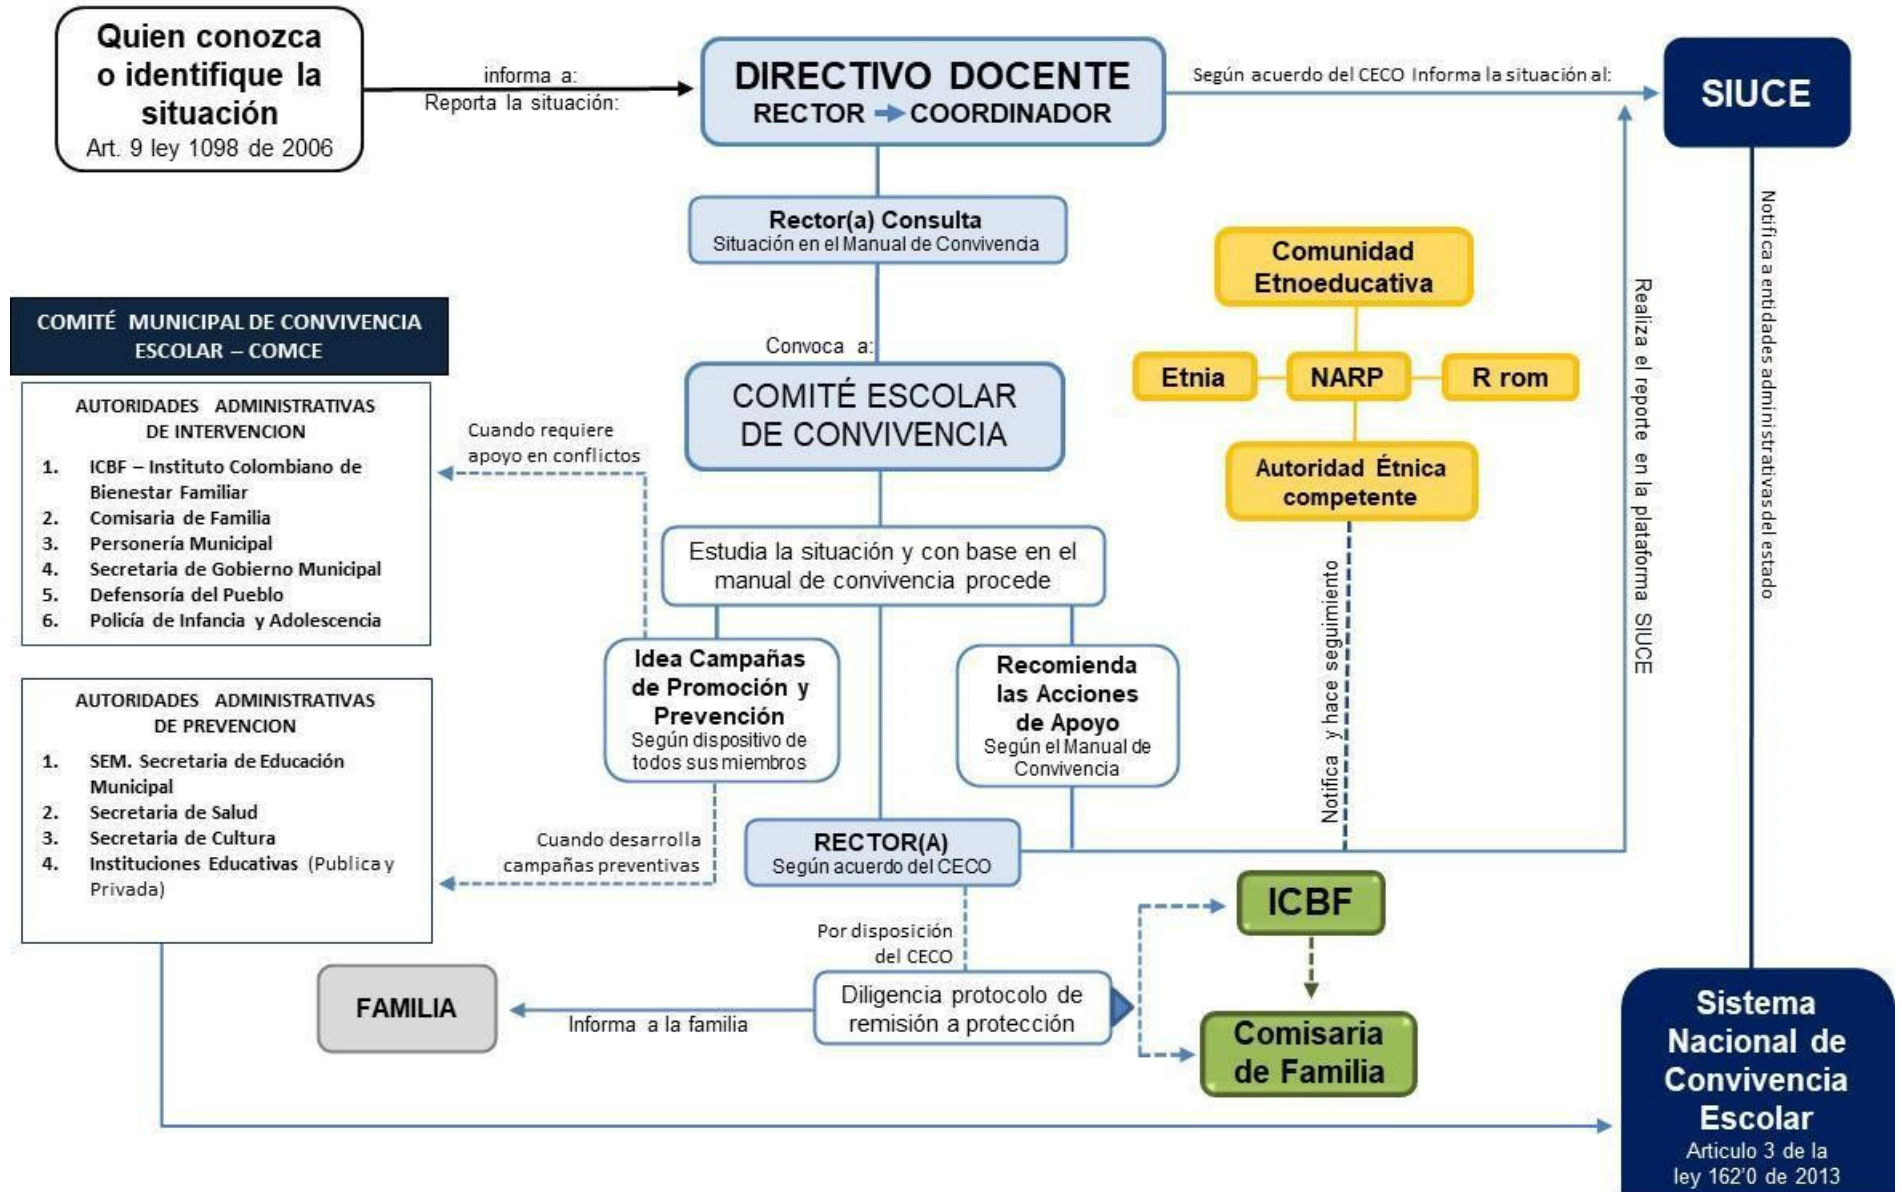 Quien conozca
o identifique la
situación
Art. 9 ley 1098 de 2006
informa a:
Reporta la situación:
DIRECTIVO DOCENTE
RECTOR COORDINADOR
Según acuerdo del CECO Informa la situación al:
SIUCE
Rector(a) Consulta
Situación en el Manual de Convivencia
Convoca a:
COMITÉ ESCOLAR
DE CONVIVENCIA
Comunidad
Etnoeducativa
Etnia
NARP
R rom
Autoridad Étnica
competente
Notifica y hace seguimiento
Realiza el reporte en la plataforma SIUCE
Notifica a entidades administrativas del estado
COMITÉ MUNICIPAL DE CONVIVENCIA
ESCOLAR – COMCE
AUTORIDADES ADMINISTRATIVAS
DE INTERVENCION
1. ICBF – Instituto Colombiano de
Bienestar Familiar
2. Comisaria de Familia
3. Personería Municipal
4. Secretaria de Gobierno Municipal
5. Defensoría del Pueblo
6. Policía de Infancia y Adolescencia
Cuando requiere
apoyo en conflictos
Estudia la situación y con base en el
manual de convivencia procede
Idea Campañas
de Promoción y
Prevención
Según dispositivo de
todos sus miembros
Recomienda
las Acciones
de Apoyo
Según el Manual de
Convivencia
AUTORIDADES ADMINISTRATIVAS
DE PREVENCION
1. SEM. Secretaria de Educación
Municipal
2. Secretaria de Salud
3. Secretaria de Cultura
4. Instituciones Educativas (Publica y
Privada)
Cuando desarrolla
campañas preventivas
RECTOR(A)
Según acuerdo del CECO
Por disposición
del CECO
Diligencia protocolo de
remisión a protección
Informa a la familia
FAMILIA
ICBF
Comisaria
de Familia
Sistema
Nacional de
Convivencia
Escolar
Articulo 3 de la
ley 162'0 de 2013